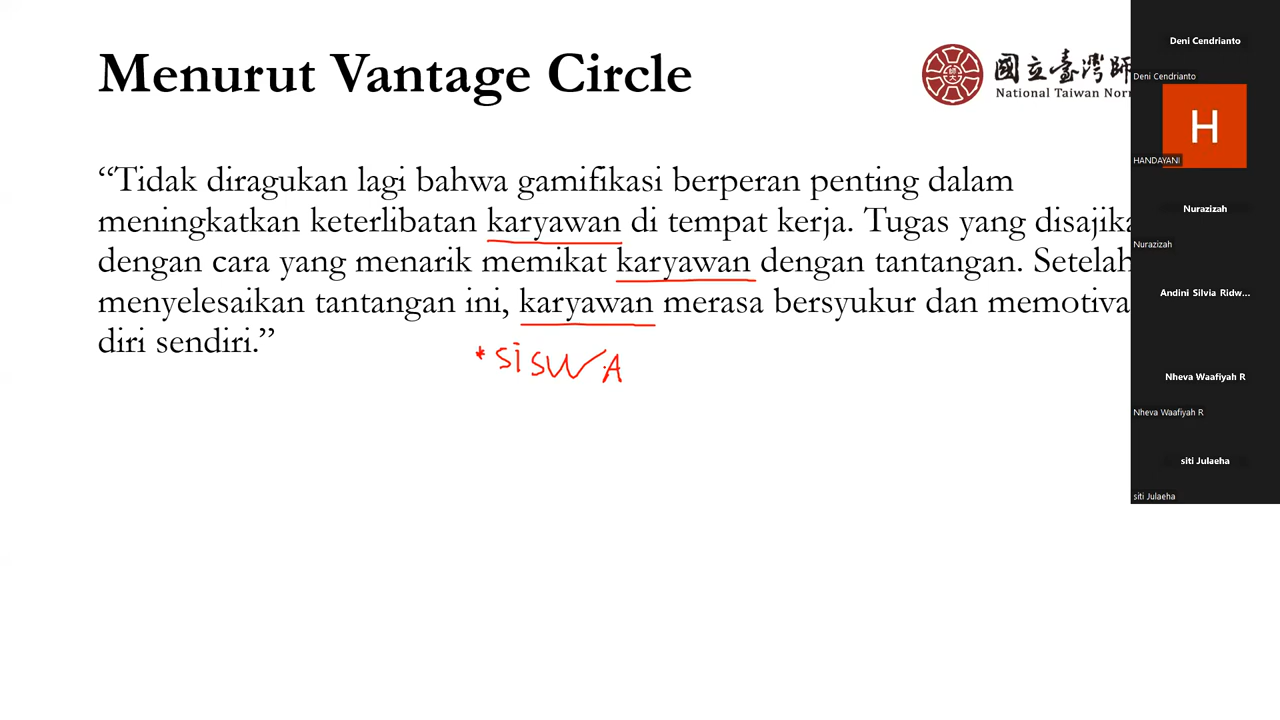 Menurut Vantage Circle
國立臺灣師
National Taiwan Nor
“Tidak diragukan lagi bahwa gamifikasi berperan penting dalam
meningkatkan keterlibatan karyawan di tempat kerja. Tugas yang disajika
dengan cara yang menarik memikat karyawan dengan tantangan. Setelah
menyelesaikan tantangan ini, karyawan merasa bersyukur dan memotiva
diri sendiri.”
*SiSWA
Deni Cendrianto
Deni Cendrianto
H
HANDAYANI
Nurazizah
Nurazizah
Andini Silvia Ridw...
Nheva Waafiyah R
Nheva Waafiyah R
siti Julaeha
siti Julaeha